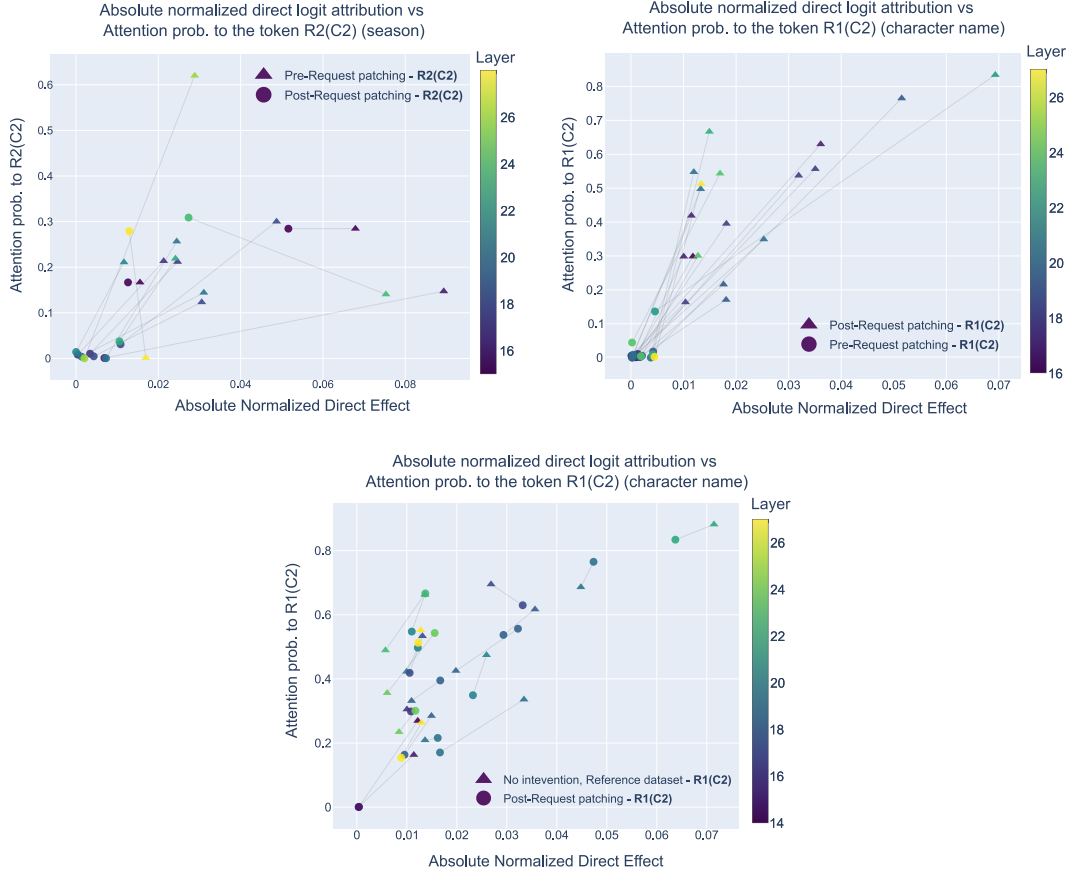 Absolute normalized direct logit attribution vs
Attention prob. to the token R2(C2) (season)
Layer
Pre-Request patching - R2(C2)
Post-Request patching - R2(C2)
0.6
0.5
0.4
0.3
0.2
0.1
0
Attention prob. to R2(C2)
0
0.02
0.04
0.06
0.08
Absolute Normalized Direct Effect
26
24
22
20
18
16
Absolute normalized direct logit attribution vs
Attention prob. to the token R1(C2) (character name)
Layer
0.8
0.7
0.6
0.5
0.4
0.3
0.2
0.1
0
Attention prob. to R1(C2)
Post-Request patching - R1(C2)
Pre-Request patching - R1(C2)
0
0.01
0.02
0.03
0.04
0.05
0.06
0.07
Absolute Normalized Direct Effect
26
24
22
20
18
16
Absolute normalized direct logit attribution vs
Attention prob. to the token R1(C2) (character name)
Layer
0.8
0.6
0.4
0.2
0
Attention prob. to R1(C2)
No intevention, Reference dataset - R1(C2)
Post-Request patching - R1(C2)
0
0.01
0.02
0.03
0.04
0.05
0.06
0.07
Absolute Normalized Direct Effect
26
24
22
20
18
16
14